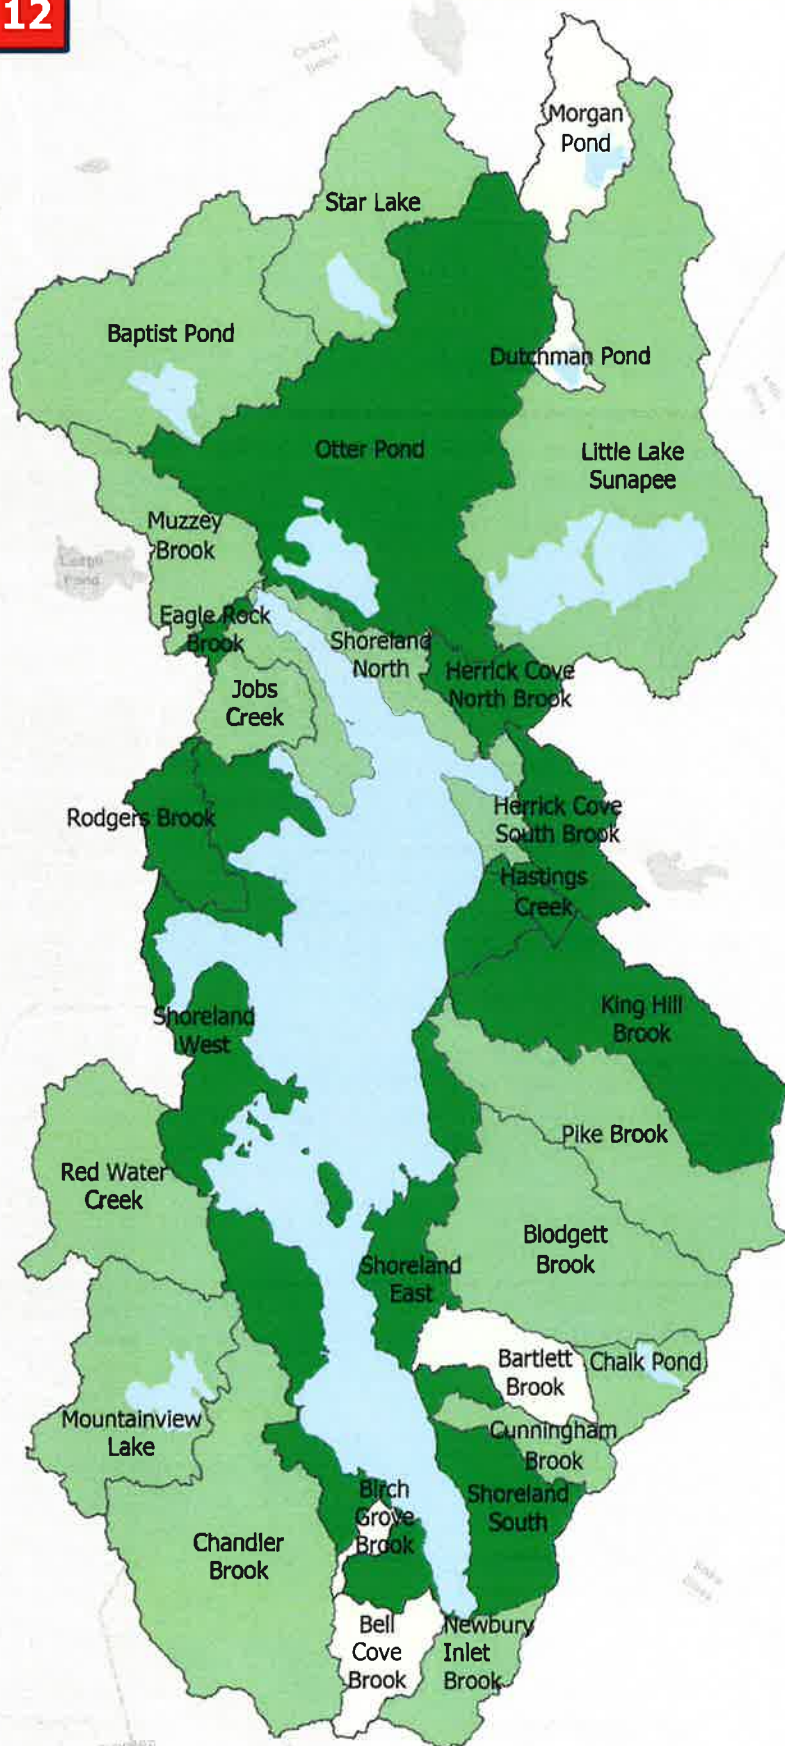 12
Morgan
Pond
Star Lake
Baptist Pond
Dutchman Pond
Otter Pond
Little Lake
Sunapee
Muzzey
Brook
Eagle Rock
Brook
Shoreland
North
Herrick Cove
North Brook
Jobs
Creek
Rodgers Brook
Herrick Cove
South Brook
Hastings
Creek
King Hill
Brook
Shoreland
West
Pike Brook
Red Water
Creek
Blodgett
Brook
Shoreland
East
Bartlett
Brook
Chalk Pond
Mountainview
Lake
Cunningham
Brook
Birch
Grove
Brook
Shoreland
South
Chandler
Brook
Bell
Cove
Brook
Newbury
Inlet
Brook